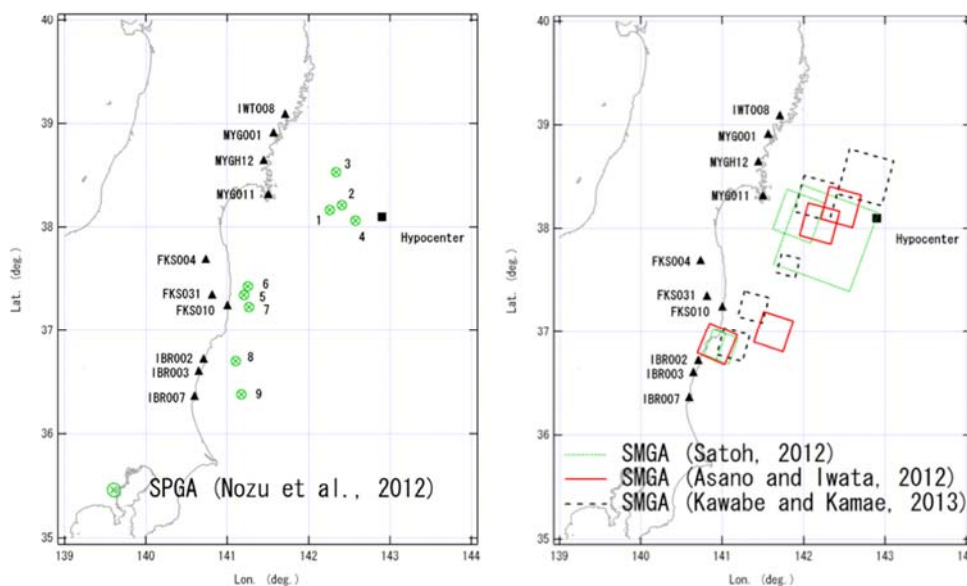 40
39
38
37
36
35
Lat. (deg.)
139
140
141
142
143
144
Lon. (deg.)
IWT008
MYG001
MYGH12
MYG011
3
2
1
4
Hypocenter
FKS004
FKS031
FKS010
6
5
7
IBR002
IBR003
IBR007
8
9
SPGA (Nozu et al., 2012)
40
39
38
37
36
35
Lat. (deg.)
139
140
141
142
143
14
Lon. (deg.)
IWT008
MYG001
MYGH12
MYG011
Hypocenter
FKS004
FKS031
FKS010
IBR002
IBR003
IBR007
SMGA (Satoh, 2012)
SMGA (Asano and Iwata, 2012)
SMGA (Kawabe and Kamae, 2013)